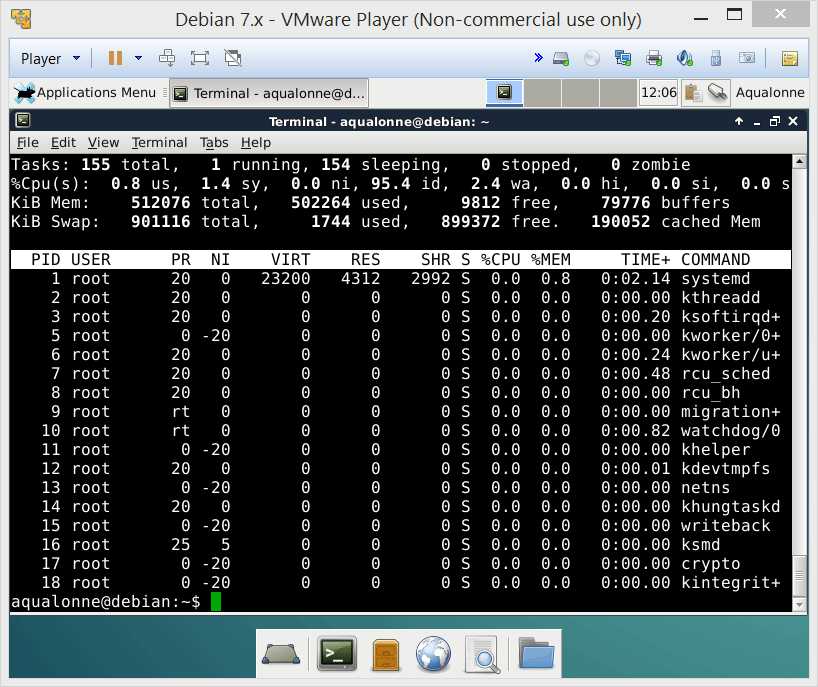 Debian 7.x - VMware Player (Non-commercial use only)
Player
Applications Menu Terminal - aqualonne@d... 12:06 Aqualonne
Terminal - aqualonne@debian: ~
File Edit View Terminal Tabs Help
Tasks: 155 total,   1 running, 154 sleeping,   0 stopped,   0 zombie
%Cpu(s):  0.8 us,  1.4 sy,  0.0 ni, 95.4 id,  2.4 wa,  0.0 hi,  0.0 si,  0.0 s
KiB Mem:    512076 total,   502264 used,     9812 free,    79776 buffers
KiB Swap:   901116 total,     1744 used,   899372 free.   190052 cached Mem
PID USER      PR  NI    VIRT    RES    SHR S %CPU %MEM     TIME+ COMMAND
1 root      20   0   23200   4312   2992 S  0.0  0.8   0:02.14 systemd
2 root      20   0       0      0      0 S  0.0  0.0   0:00.00 kthreadd
3 root      20   0       0      0      0 S  0.0  0.0   0:00.20 ksoftirqd+
5 root       0 -20       0      0      0 S  0.0  0.0   0:00.00 kworker/0+
6 root      20   0       0      0      0 S  0.0  0.0   0:00.24 kworker/u+
7 root      20   0       0      0      0 S  0.0  0.0   0:00.48 rcu_sched
8 root      20   0       0      0      0 S  0.0  0.0   0:00.00 rcu_bh
9 root      rt   0       0      0      0 S  0.0  0.0   0:00.00 migration+
10 root      rt   0       0      0      0 S  0.0  0.0   0:00.82 watchdog/0
11 root       0 -20       0      0      0 S  0.0  0.0   0:00.00 khelper
12 root      20   0       0      0      0 S  0.0  0.0   0:00.01 kdevtmpfs
13 root       0 -20       0      0      0 S  0.0  0.0   0:00.00 netns
14 root      20   0       0      0      0 S  0.0  0.0   0:00.00 khungtaskd
15 root       0 -20       0      0      0 S  0.0  0.0   0:00.00 writeback
16 root      25   5       0      0      0 S  0.0  0.0   0:00.00 ksmd
17 root       0 -20       0      0      0 S  0.0  0.0   0:00.00 crypto
18 root       0 -20       0      0      0 S  0.0  0.0   0:00.00 kintegrit+
aqualonne@debian:~$